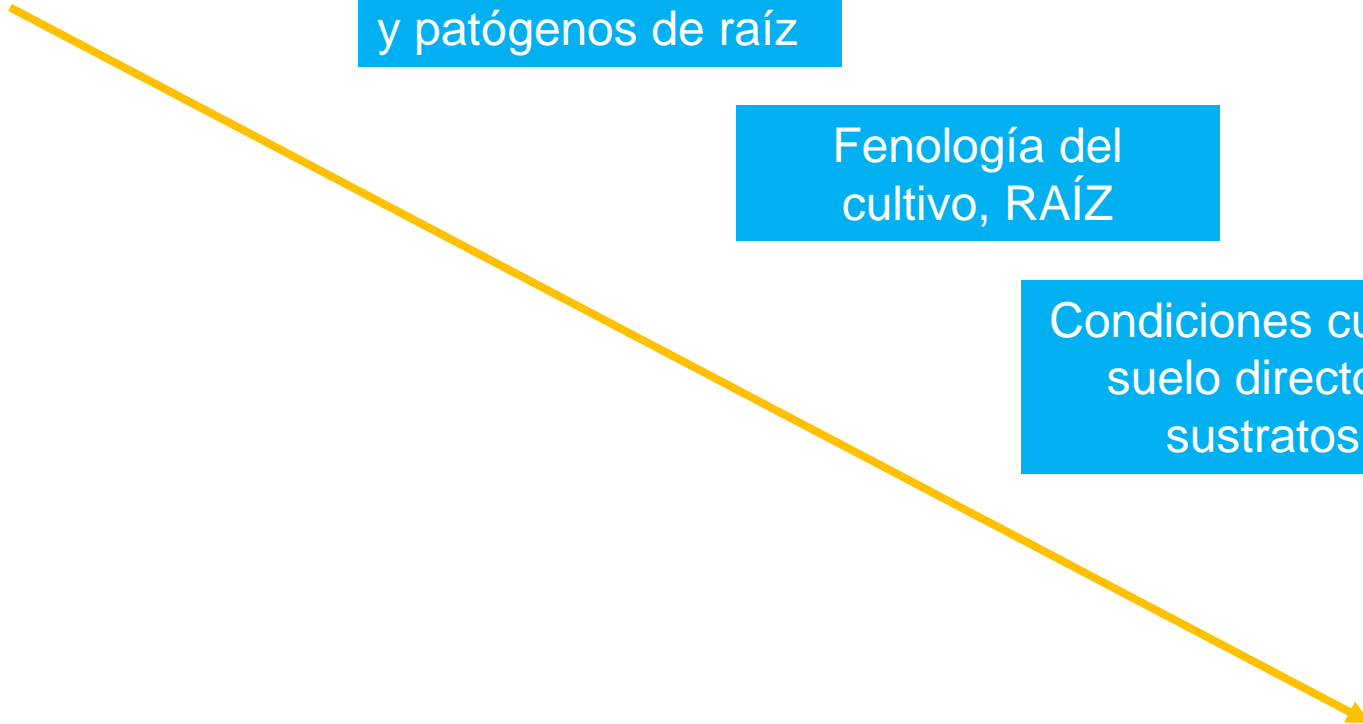 y patógenos de raíz
Fenología del
cultivo, RAÍZ
Condiciones
suelo
sustratos